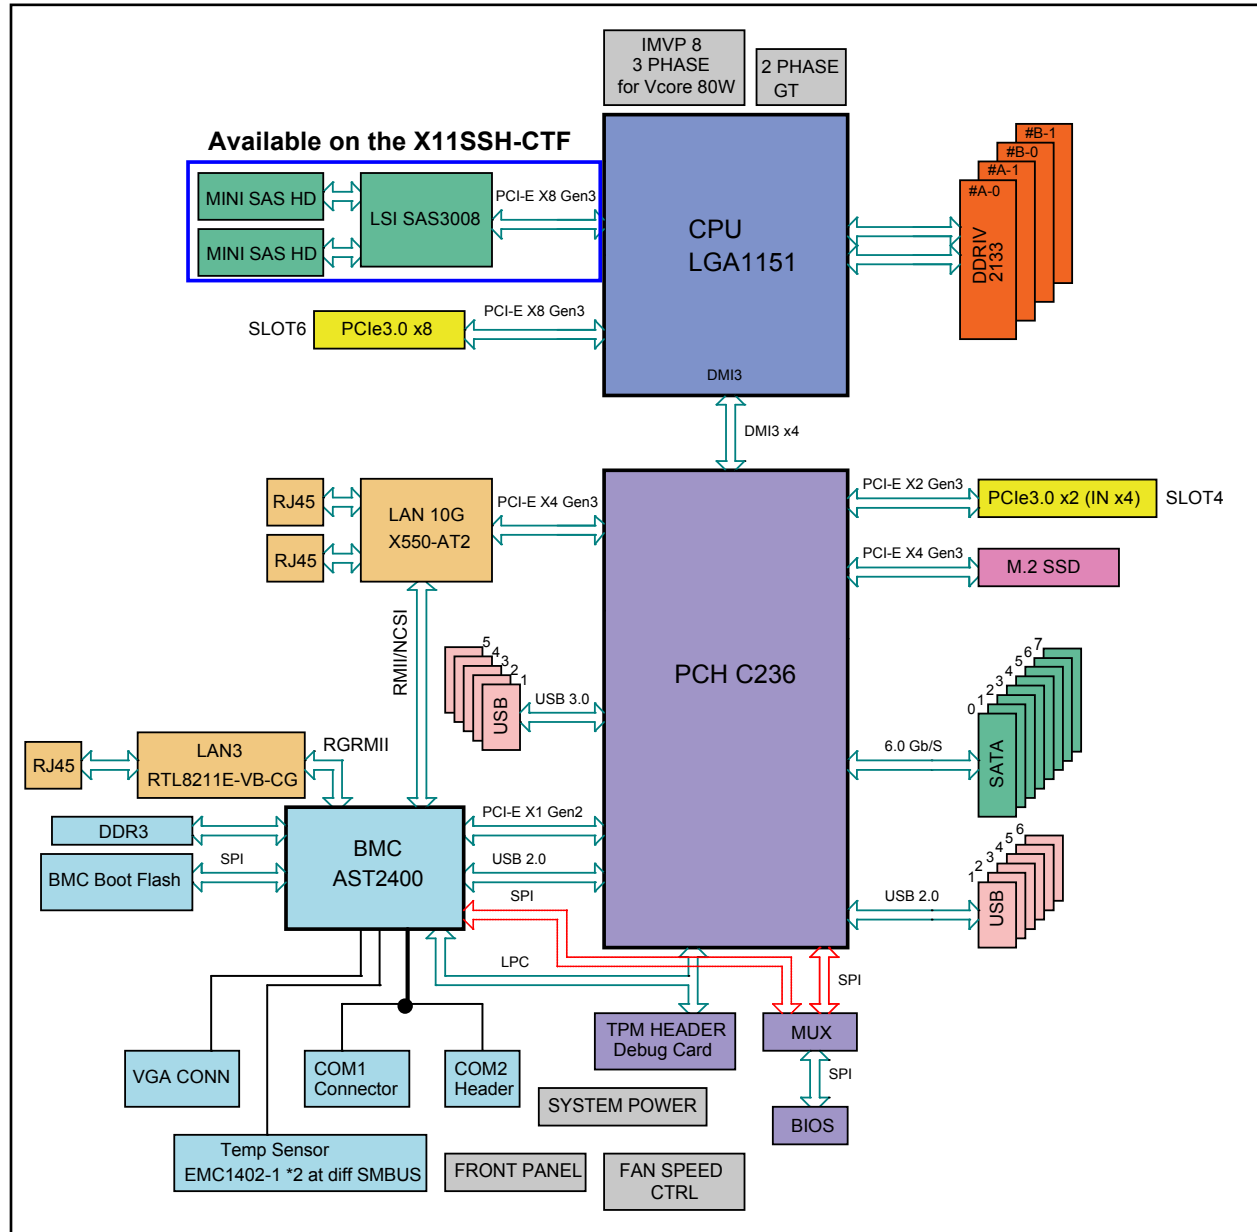 IMVP 8
3 PHASE
for Vcore 80W
2 PHASE
GT
Available on the X11SSH-CTF
MINI SAS HD
MINI SAS HD
LSI SAS3008
PCI-E X8 Gen3
CPU
LGA1151
#B-1
#B-0
#A-1
#A-0
DDRIV
2133
SLOT6
PCIe3.0 x8
PCI-E X8 Gen3
DMI3
DMI3 x4
RJ45
RJ45
LAN 10G
X550-AT2
PCI-E X4 Gen3
PCI-E X2 Gen3
PCIe3.0 x2 (IN x4)
SLOT4
PCI-E X4 Gen3
M.2 SSD
PCH C236
RMII/NCSI
5
4
3
2
1
USB
USB 3.0
7
6
5
4
3
2
1
0
SATA
6.0 Gb/S
RJ45
LAN3
RTL8211E-VB-CG
RGRMII
DDR3
BMC Boot Flash
SPI
BMC
AST2400
PCI-E X1 Gen2
USB 2.0
SPI
LPC
6
5
4
3
2
1
USB
USB 2.0
SPI
TPM HEADER
Debug Card
MUX
SPI
BIOS
VGA CONN
COM1
Connector
COM2
Header
SYSTEM POWER
Temp Sensor
EMC1402-1 *2 at diff SMBUS
FRONT PANEL
FAN SPEED
CTRL